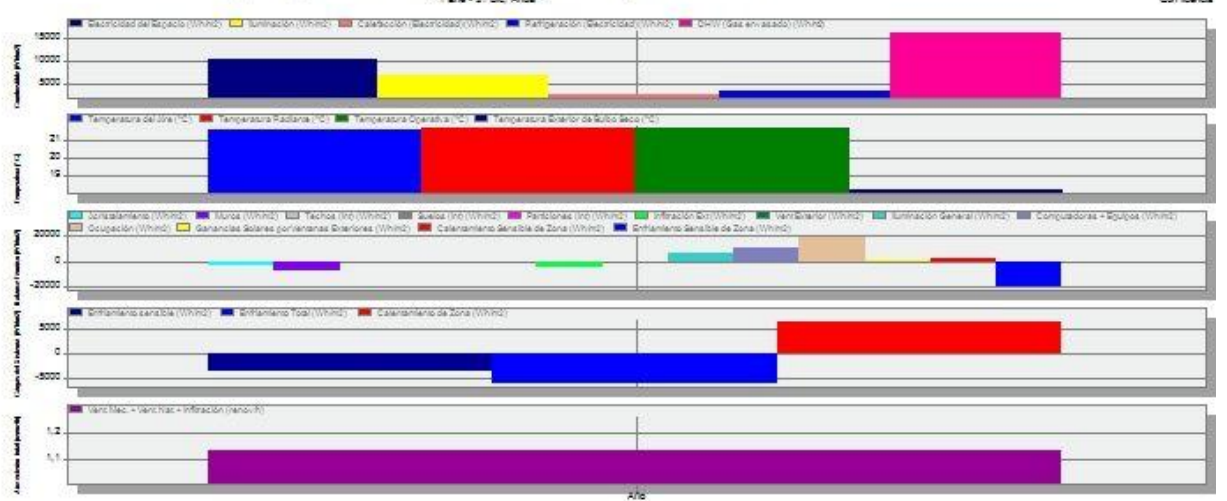 Electricidad del Espacio (Wh/m2) Iluminación (Wh/m2) Calefacción (Electricidad) (Wh/m2) Refrigeración (Electricidad) (Wh/m2) DHW (Gas envasado) (Wh/m2)
15000
10000
5000
Temperatura del Aire (°C) Temperatura Radiante (°C) Temperatura Operativa (°C) Temperatura Exterior de Bulbo Seco (°C)
21
20
19
Acristalamiento (Wh/m2) Muros (Wh/m2) Techos (int) (Wh/m2) Suelos (int) (Wh/m2) Particiones (int) (Wh/m2) Infiltración Ext (Wh/m2) Vent Exterior (Wh/m2) Iluminación General (Wh/m2) Computadoras + Equipos (Wh/m2)
Ocupación (Wh/m2) Ganancias Solares por Ventanas Exteriores (Wh/m2) Calentamiento Sensible de Zona (Wh/m2) Enfriamiento Sensible de Zona (Wh/m2)
20000
0
-20000
Enfriamiento sensible (Wh/m2) Enfriamiento Total (Wh/m2) Calentamiento de Zona (Wh/m2)
5000
0
-5000
Vent Mec. + Vent Nat. + Infiltración (renov/h)
1,2
1,1
Año